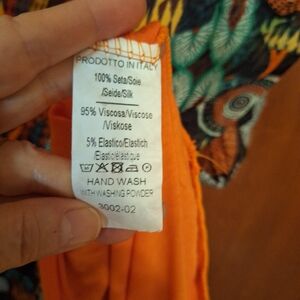 PRODOTTO IN ITALY
100% Seta/Soie
/Seide/Silk
95% Viscosa/Viscose
/Viskose
5% Elastico/Elastich
/Elastic/elastique
HAND WASH
WITH WASHING POWDER
3002-02